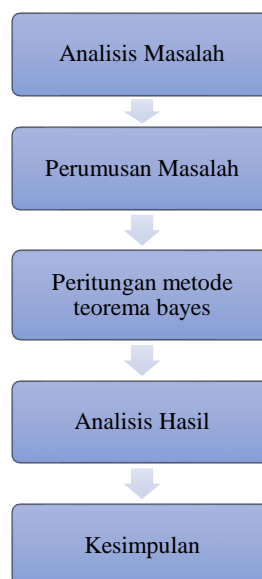 Analisis Masalah
Perumusan Masalah
Peritungan metode
teorema bayes
Analisis Hasil
Kesimpulan